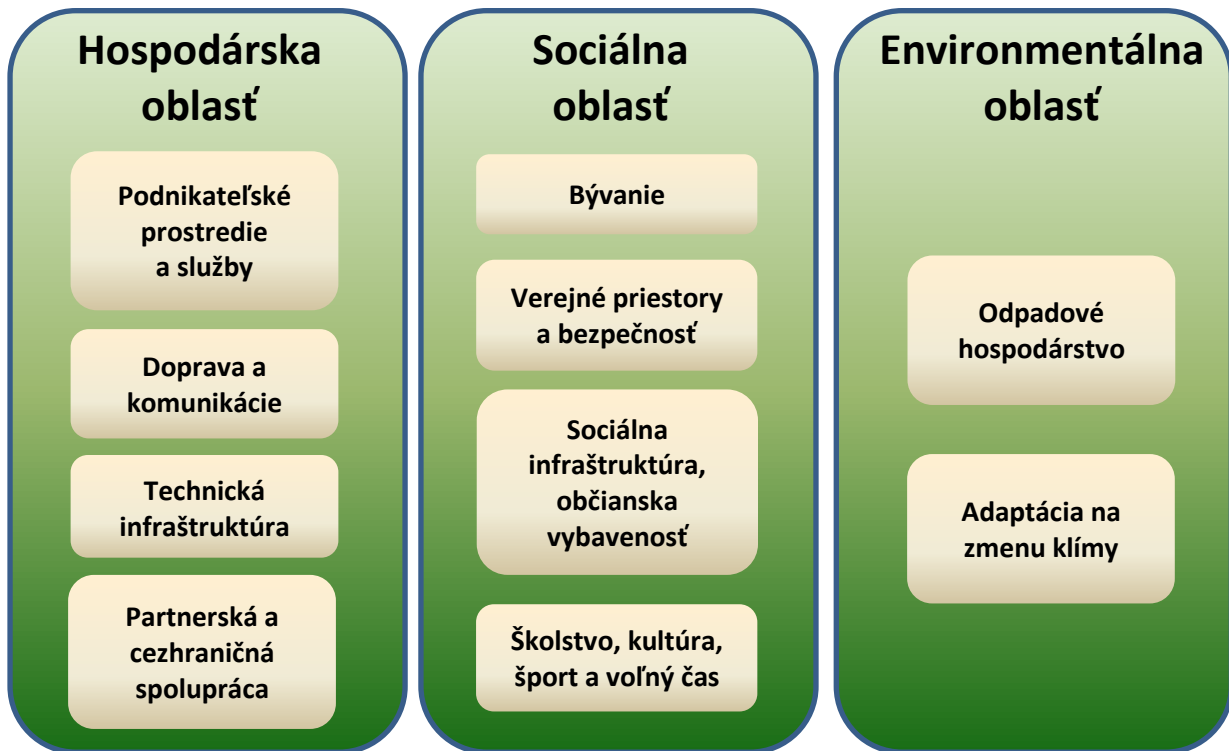 Hospodárska
oblasť
Podnikateľské
prostredie
a služby
Doprava a
komunikácie
Technická
infraštruktúra
Partnerská a
cezhraničná
spolupráca
Sociálna
oblasť
Bývanie
Verejné priestory
a bezpečnosť
Sociálna
infraštruktúra,
občianska
vybavenosť
Školstvo, kultúra,
šport a voľný čas
Environmentálna
oblasť
Odpadové
hospodárstvo
Adaptácia na
zmenu klímy